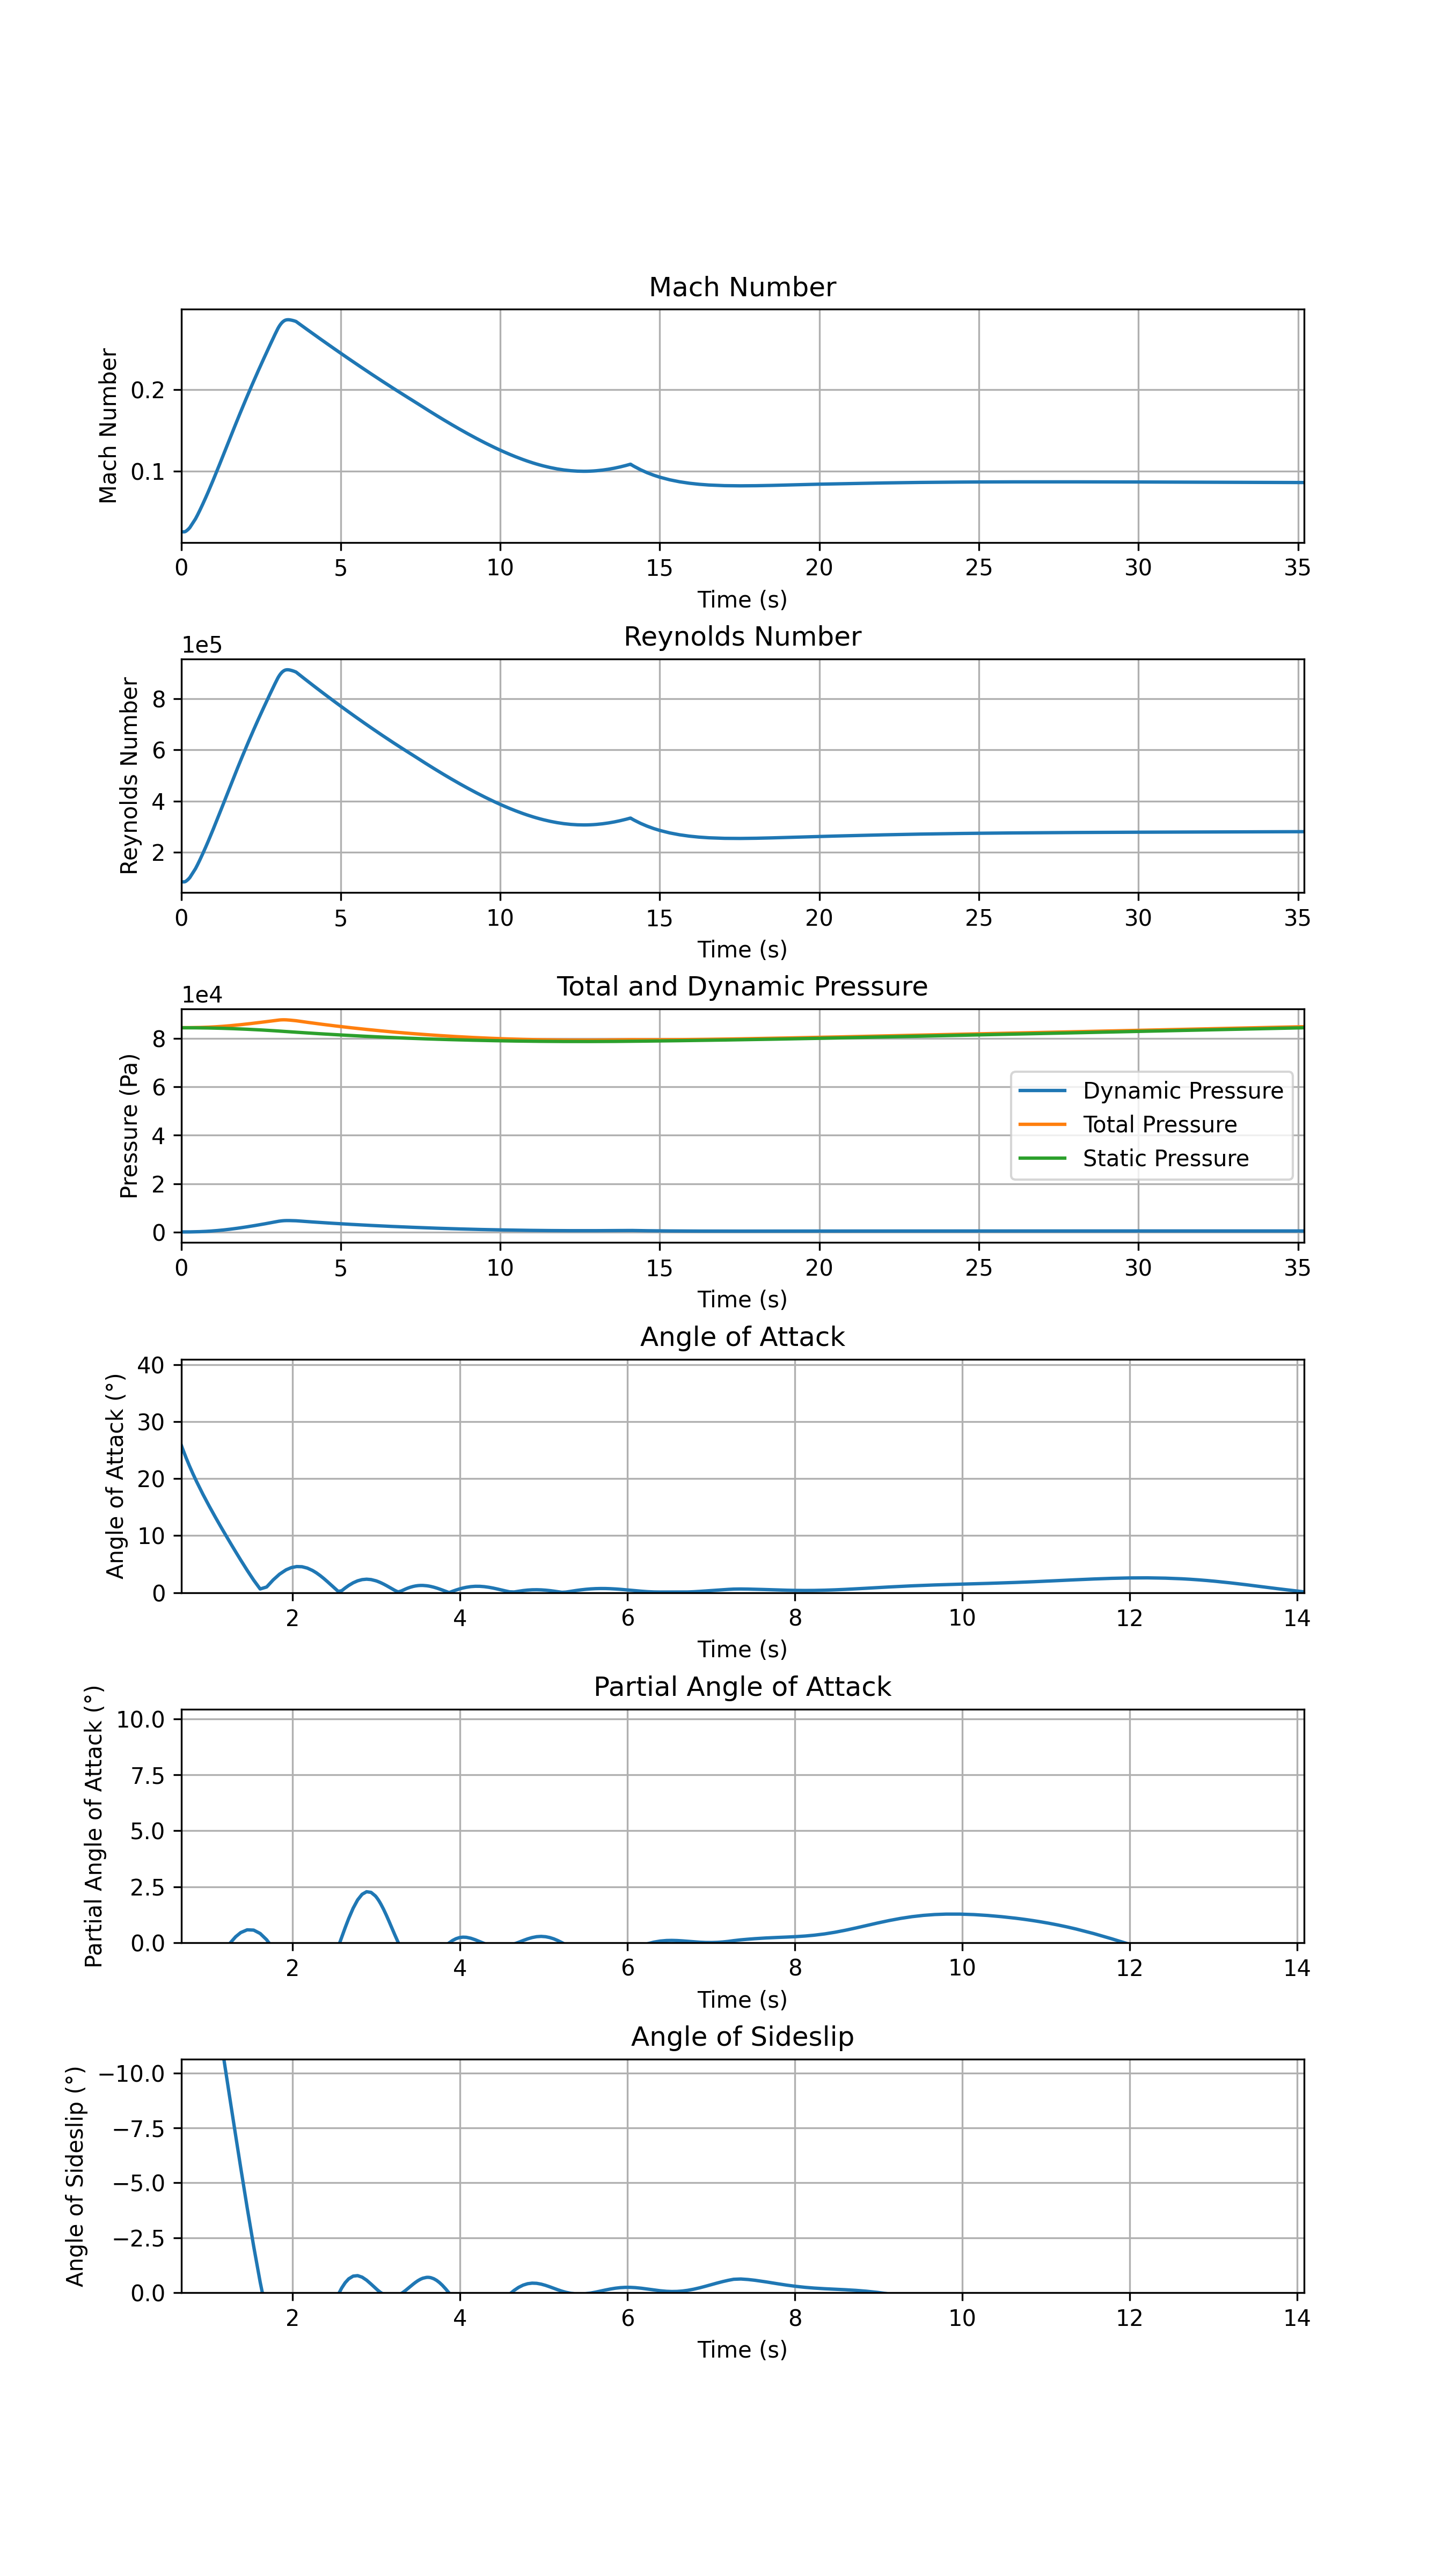 Mach Number
Mach Number
0.2
0.1
0 5 10 15 20 25 30 35
Time (s)
Reynolds Number
1e5
Reynolds Number
8
6
4
2
0 5 10 15 20 25 30 35
Time (s)
Total and Dynamic Pressure
1e4
Pressure (Pa)
8
6
4
2
0
Dynamic Pressure
Total Pressure
Static Pressure
0 5 10 15 20 25 30 35
Time (s)
Angle of Attack
Angle of Attack (°)
40
30
20
10
0
2 4 6 8 10 12 14
Time (s)
Partial Angle of Attack
Partial Angle of Attack (°)
10.0
7.5
5.0
2.5
0.0
2 4 6 8 10 12 14
Time (s)
Angle of Sideslip
Angle of Sideslip (°)
−10.0
−7.5
−5.0
−2.5
0.0
2 4 6 8 10 12 14
Time (s)